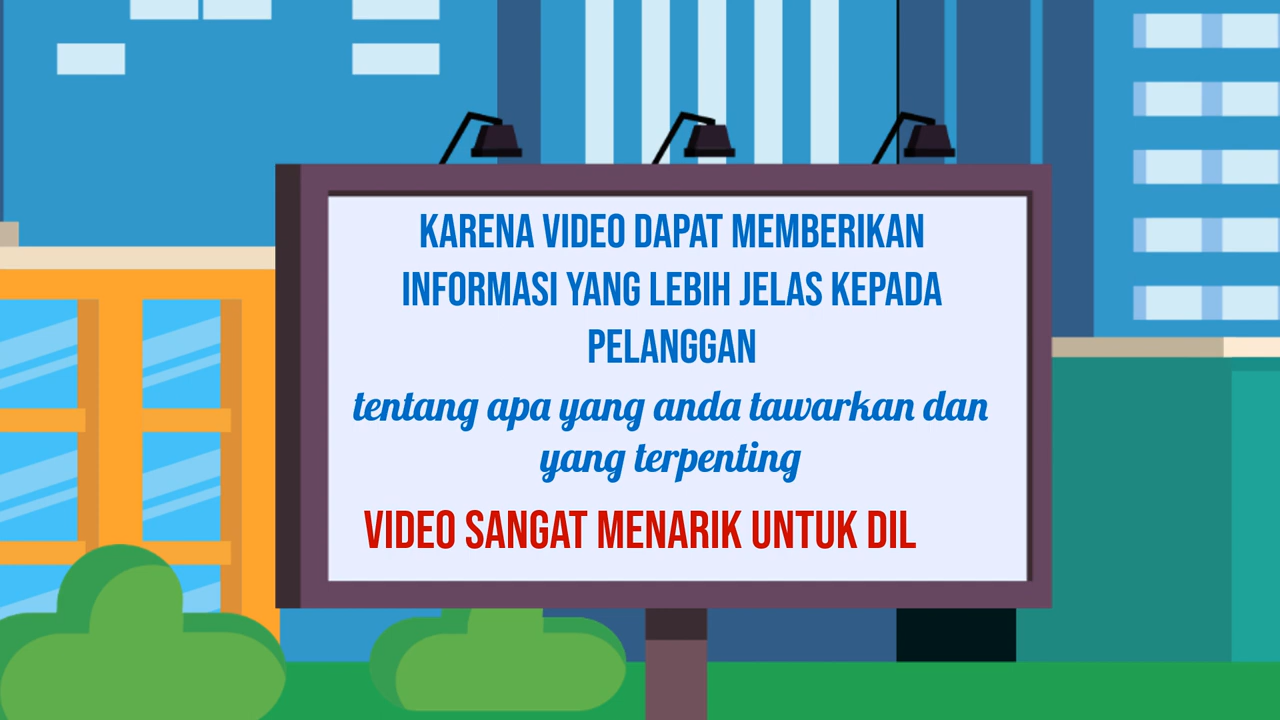 KARENA VIDEO DAPAT MEMBERIKAN
INFORMASI YANG LEBIH JELAS KEPADA
PELANGGAN
tentang apa yang anda tawarkan dan
yang terpenting
VIDEO SANGAT MENARIK UNTUK DIL